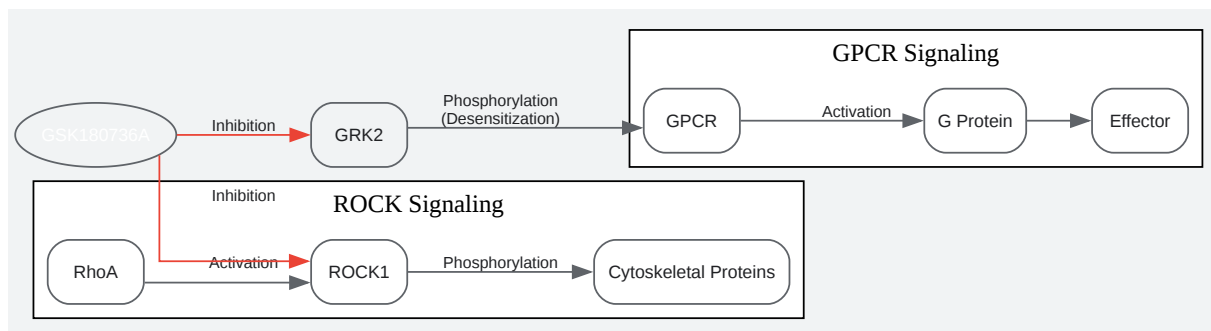 GPCR Signaling
Phosphorylation
(Desensitization)
GSK180736A
Inhibition
GRK2
GPCR
Activation
G Protein
Effector
Inhibition
ROCK Signaling
RhoA
Activation
ROCK1
Phosphorylation
Cytoskeletal Proteins